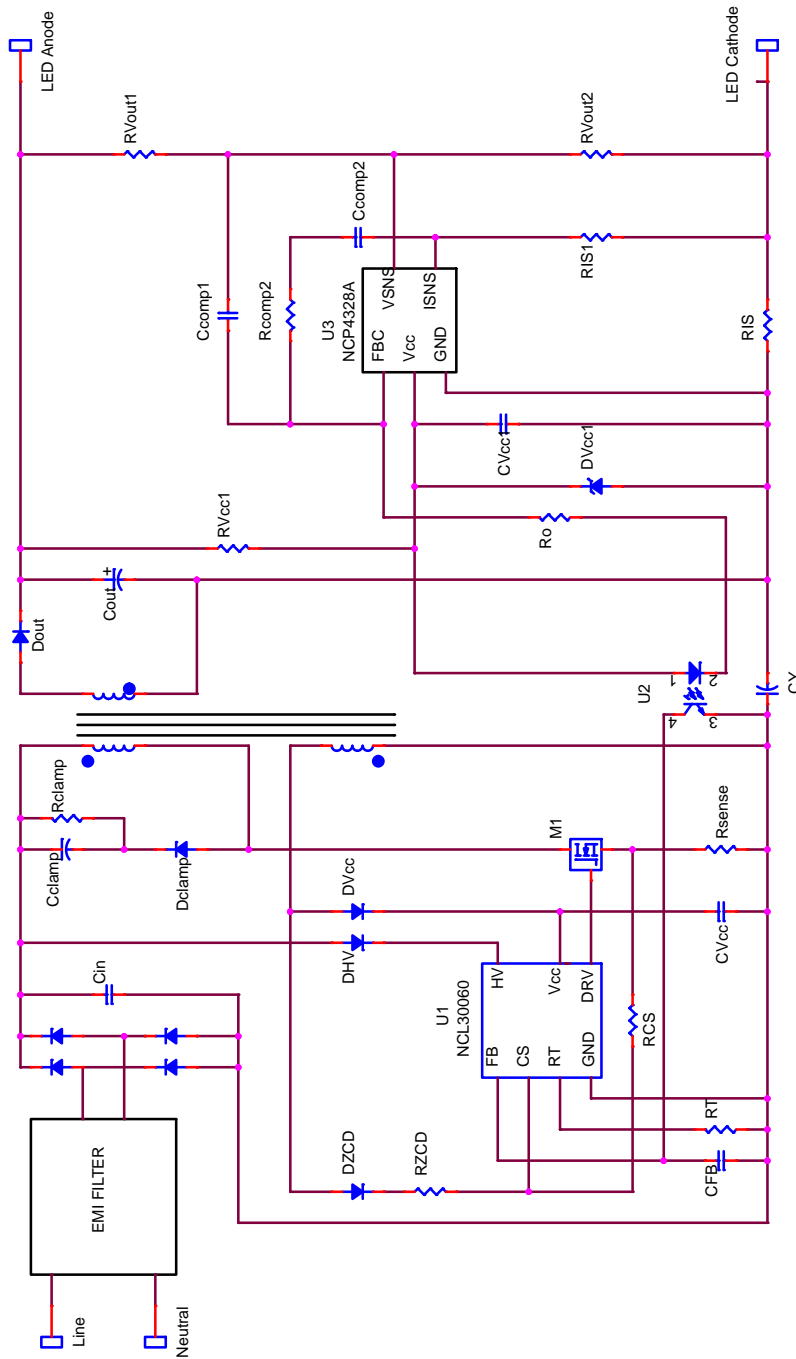 Line
Neutral
EMI FILTER
Cin
Cclamp
Rclamp
Dclamp
DHV
DVcc
DZCD
RZCD
U1
NCL30060
HV
Vcc
DRV
FB
CS
RT
GND
M1
RCS
Rsense
CVcc
RT
CFB
Dout
Cout
+
RVcc1
U2
1
2
4
3
CY
Ro
DVcc1
CVcc1
Ccomp1
Rcomp2
Ccomp2
U3
NCP4328A
FBC
Vcc
GND
VSNS
ISNS
RIS1
RIS
RVout1
RVout2
LED Anode
LED Cathode